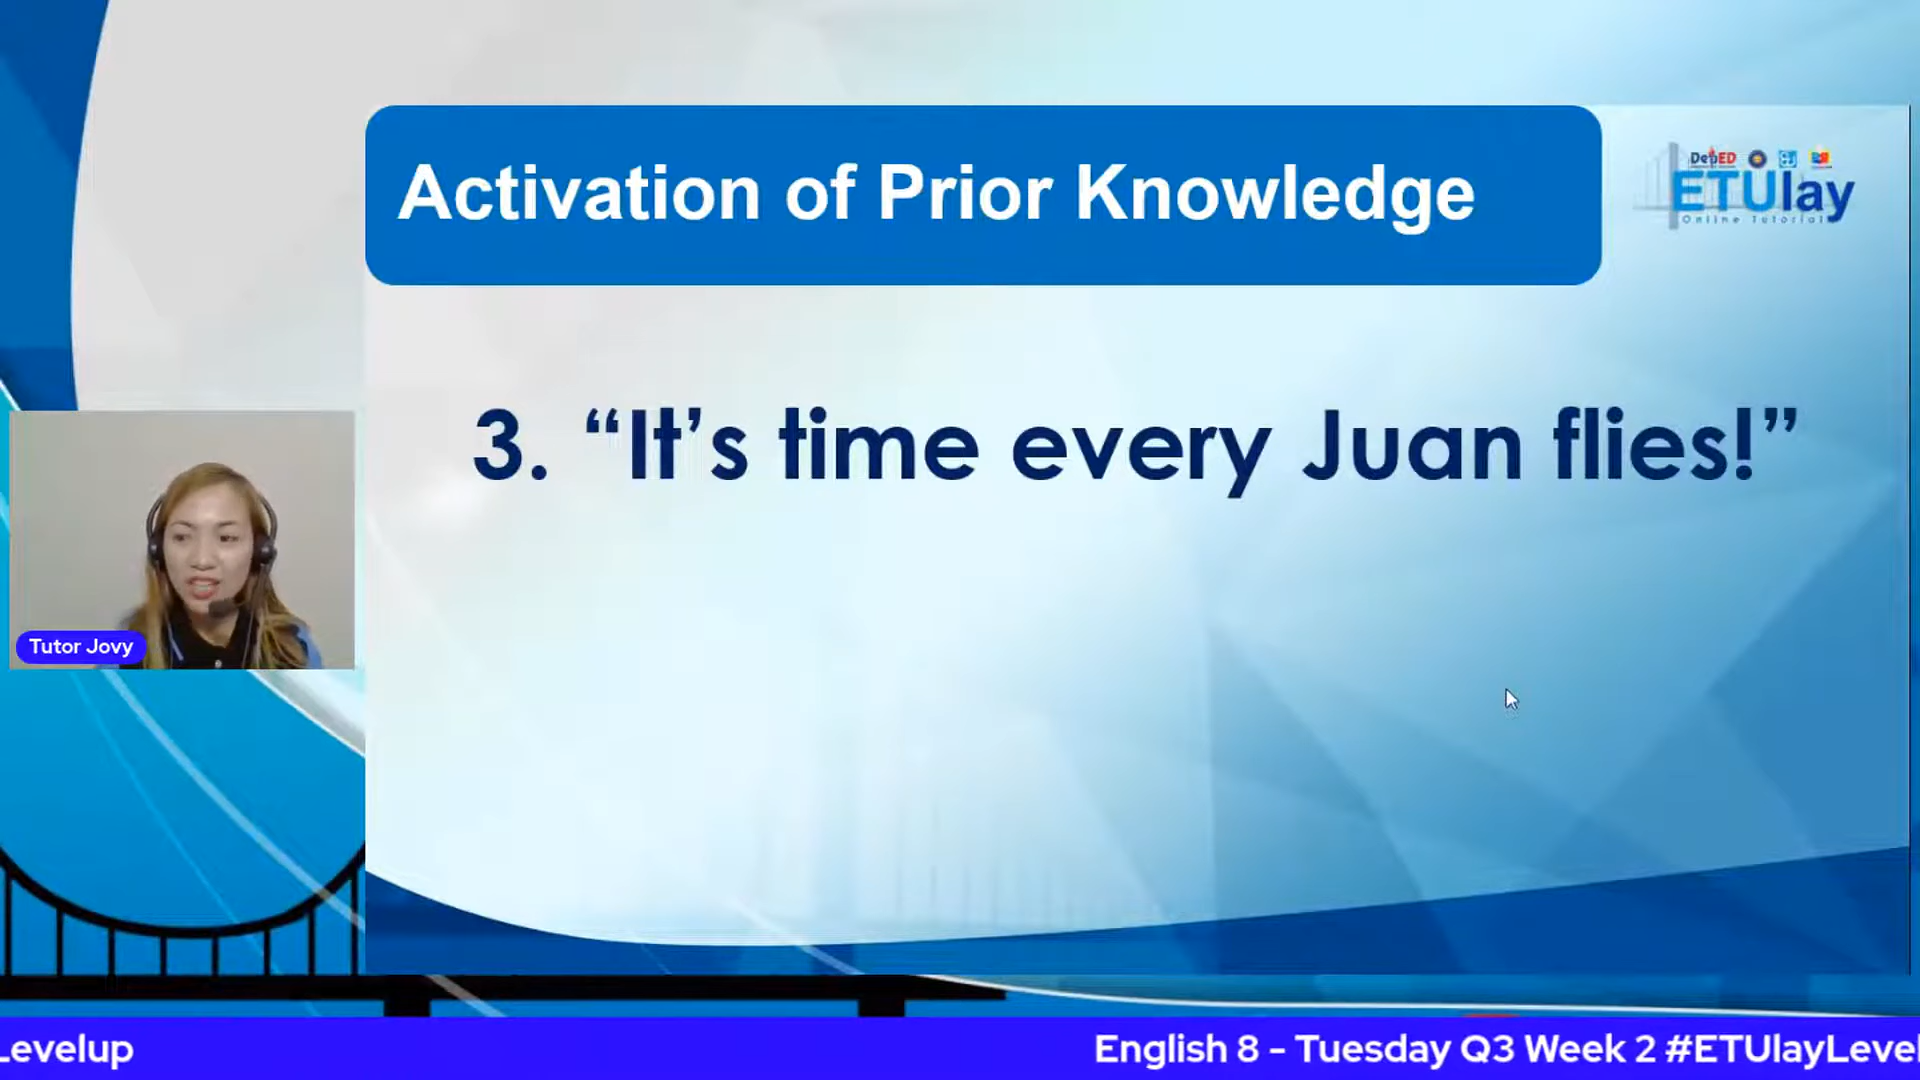 Activation of Prior Knowledge
DepED
ETUlay
Online Tutorial
3. “It’s time every Juan flies!”
Tutor Jovy
Levelup
English 8 - Tuesday Q3 Week 2 #ETUlayLevel